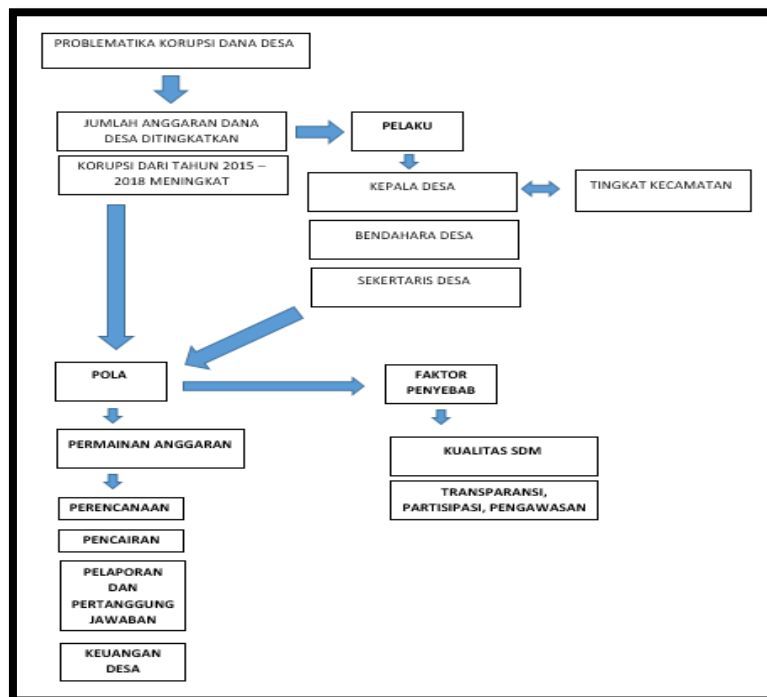 PROBLEMATIKA KORUPSI DANA DESA
JUMLAH ANGGARAN DANA
DESA DITINGKATKAN
KORUPSI DARI TAHUN 2015 –
2018 MENINGKAT
PELAKU
KEPALA DESA
TINGKAT KECAMATAN
BENDAHARA DESA
SEKERTARIS DESA
POLA
FAKTOR
PENYEBAB
PERMAINAN ANGGARAN
KUALITAS SDM
TRANSPARANSI,
PARTISIPASI, PENGAWASAN
PERENCANAAN
PENCAIRAN
PELAPORAN
DAN
PERTANGGUNG
JAWABAN
KEUANGAN
DESA